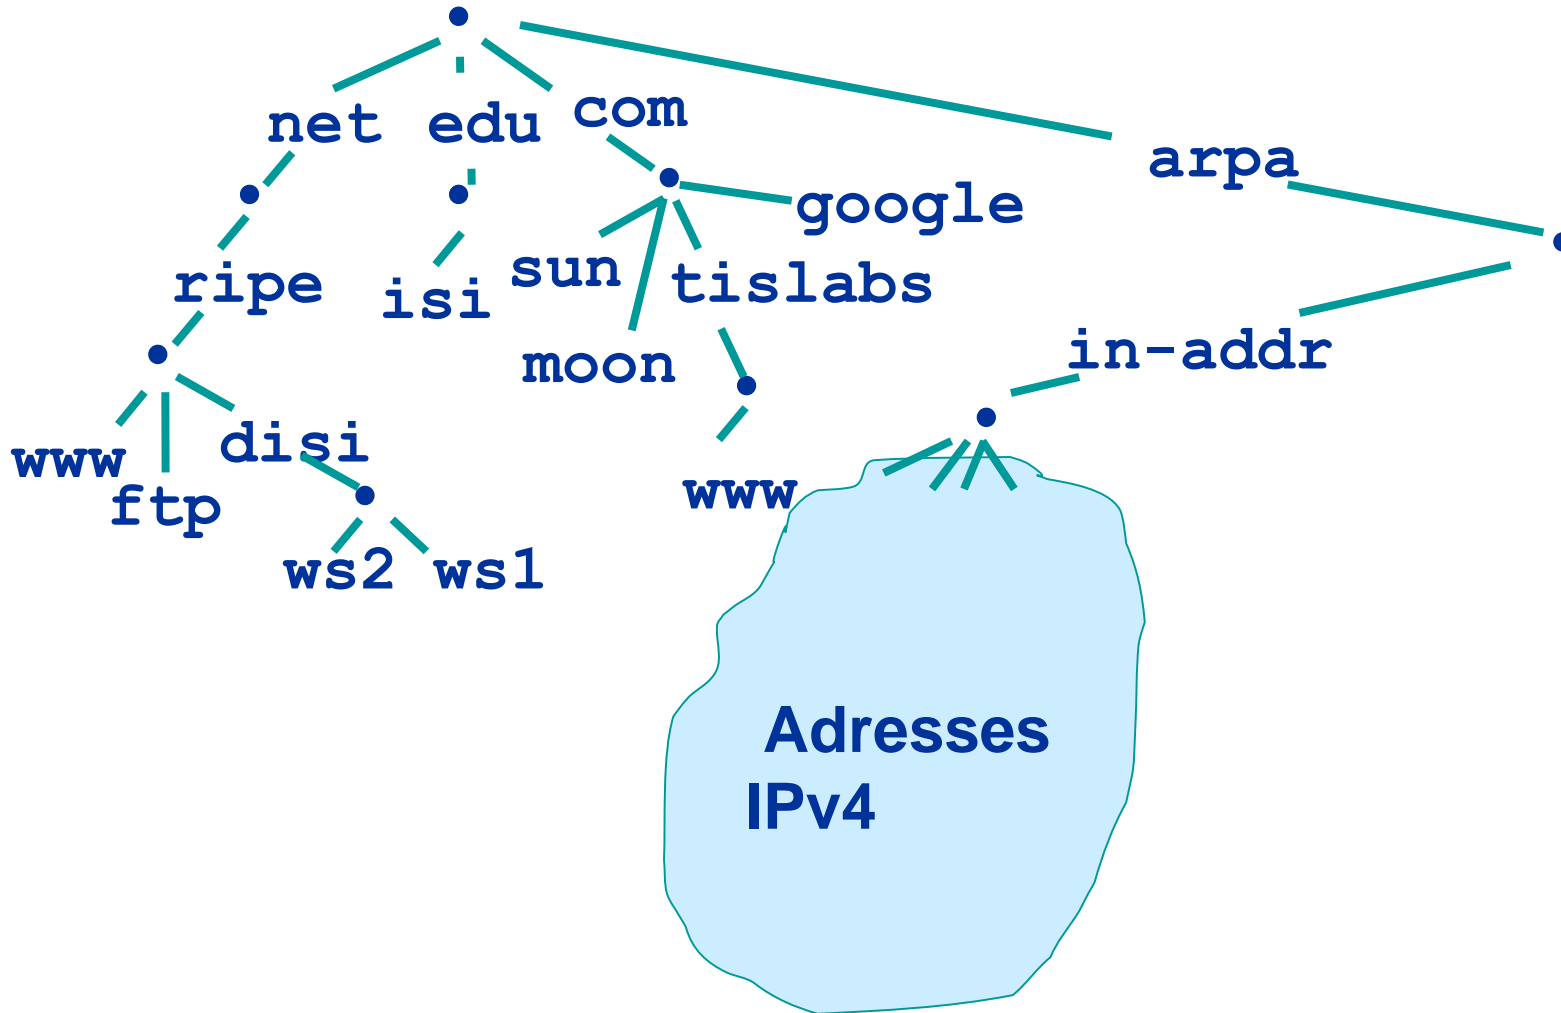 net edu com
arpa
google
ripe isi sun tislabs
moon
in-addr
www disi
ftp
www
ws2 ws1
Adresses
IPv4